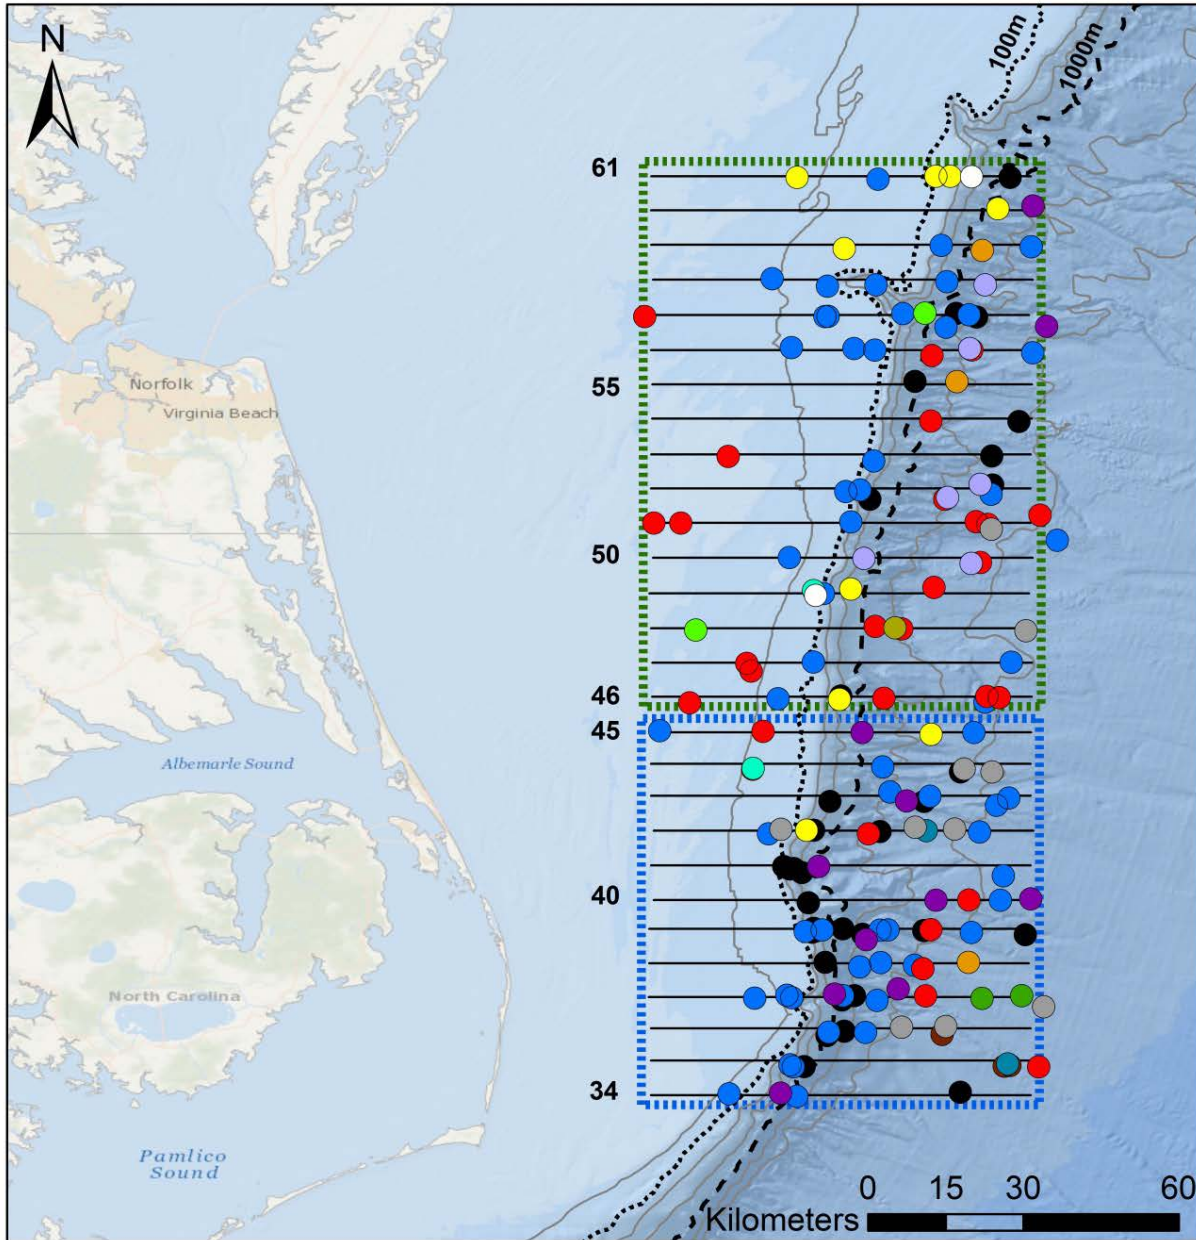 N
100m
1000m
61
55
Norfolk
Virginia Beach
50
46
45
Albemarle Sound
40
North Carolina
34
Pamlico
Sound
0 15 30 60
Kilometers